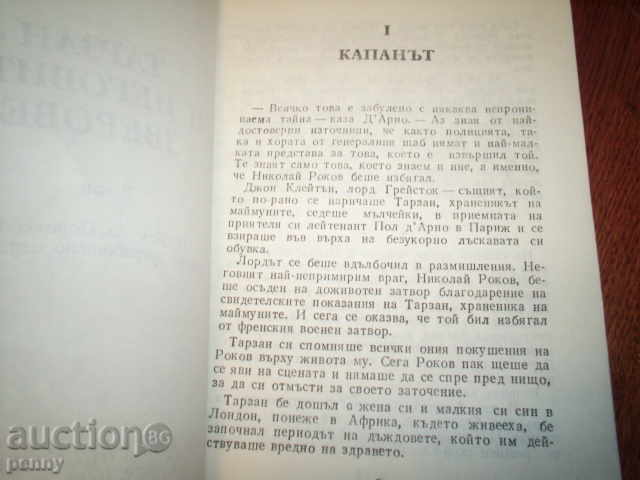 I
КАПАНЪТ
— Всичко това е забулено с някаква непрони-
цаема тайна — каза Д'Арно. — Аз зная от най-
достоверни източници, че както полицията, та-
ка и хората от генералния щаб нямат и най-мал-
ката представа за това, което е извършил той.
Те знаят само това, което знаем и ние, а именно,
че Николай Роков беше избягал.
Джон Клейтън, лорд Грейсток — същият, кой-
то по-рано се наричаше Тарзан, храненикът на
маймуните, седеше мълчейки, в приемната на
приятеля си лейтенант Пол д'Арно в Париж и се
взираше във върха на безукорно лъскавата си
обувка.
Лордът се беше вдълбочил в размишления. Не-
говият най-непримирим враг, Николай Роков, бе-
ше осъден на доживотен затвор благодарение на
свидетелските показания на Тарзан, храненика на
маймуните. И сега се оказва, че той бил избягал
от френския военен затвор.
Тарзан си спомняше всички ония покушения на
Роков върху живота му. Сега Роков пак щеше да
се яви на сцената и нямаше да се спре пред нищо,
за да си отмъсти за своето заточение.
Тарзан бе дошъл с жена си и малкия си син в
Лондон, понеже в Африка, където живееха, бе
започнал периодът на дъждовете, който им дей-
ствуваше вредно на здравето.
ТАРЗАН
НЕГОВИТЕ
ЗВЕРОВЕ
auction BG
penny